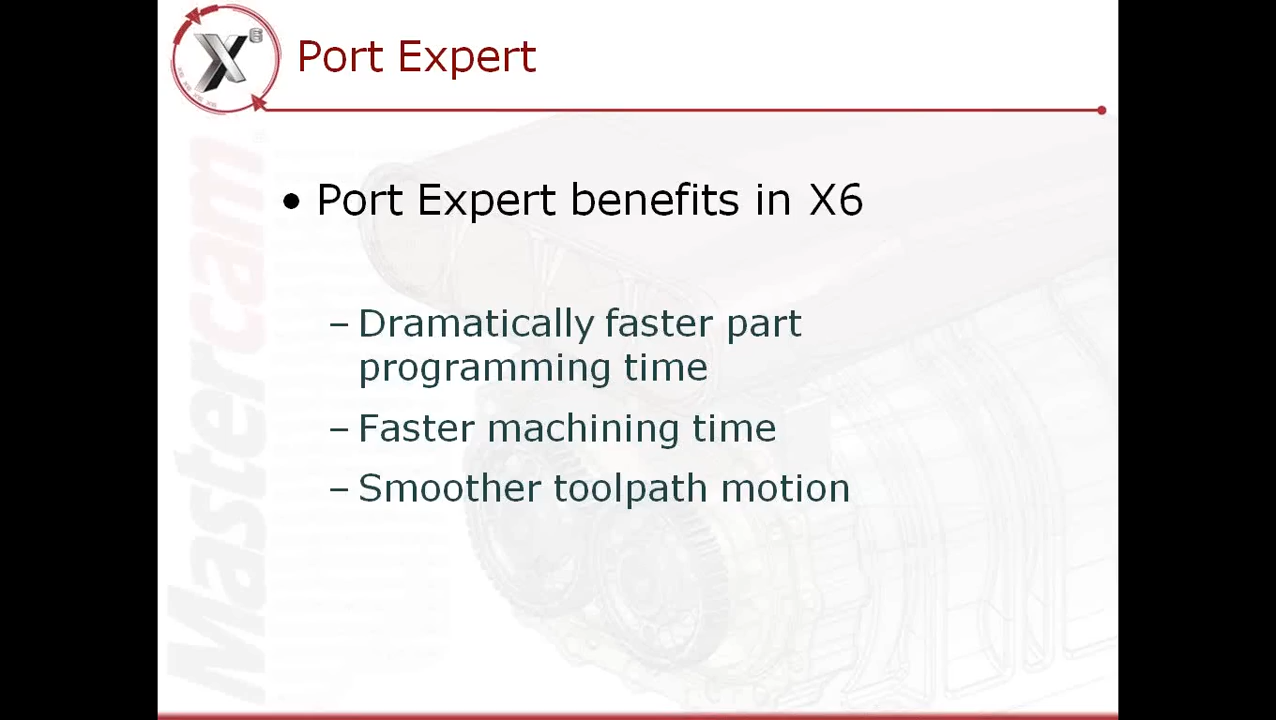 X6
Port Expert
• Port Expert benefits in X6
– Dramatically faster part
programming time
– Faster machining time
– Smoother toolpath motion
Mastercam